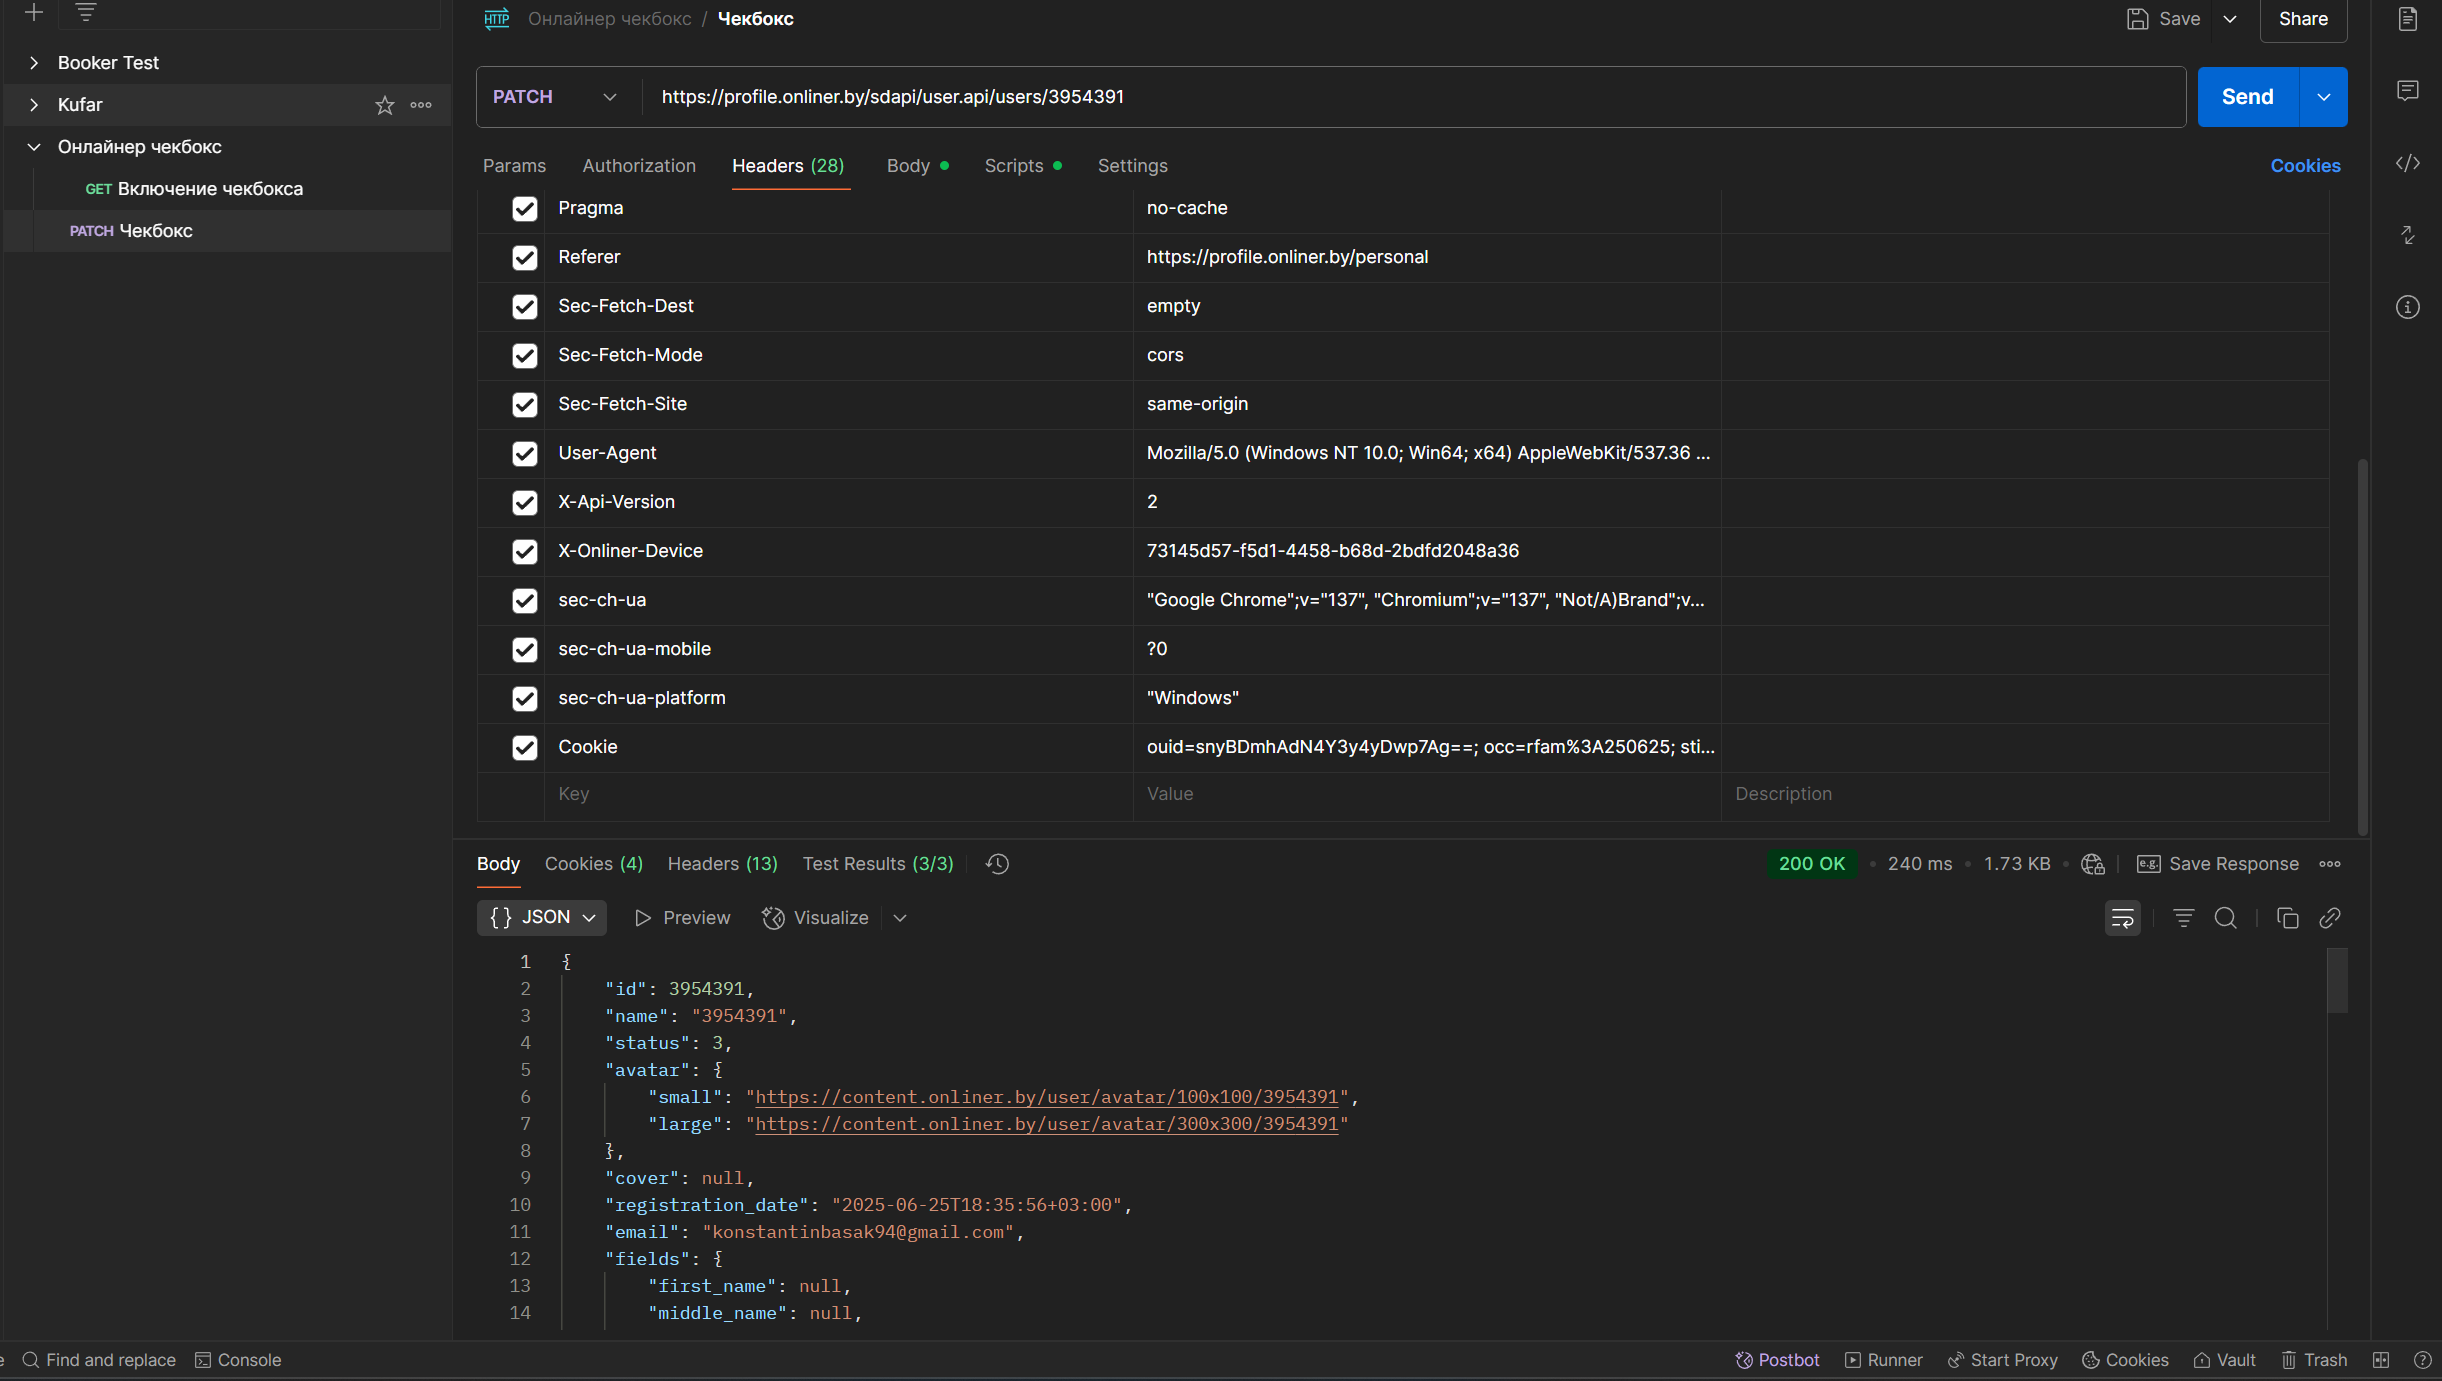 Онлайнер чекбокс / Чекбокс
Save
Share
Booker Test
Kufar
Онлайнер чекбокс
GET Включение чекбокса
PATCH Чекбокс
PATCH
https://profile.onliner.by/sdapi/user.api/users/3954391
Send
Params
Authorization
Headers (28)
Body
Scripts
Settings
Cookies
Pragma
no-cache
Referer
https://profile.onliner.by/personal
Sec-Fetch-Dest
empty
Sec-Fetch-Mode
cors
Sec-Fetch-Site
same-origin
User-Agent
Mozilla/5.0 (Windows NT 10.0; Win64; x64) AppleWebKit/537.36 ...
X-Api-Version
2
X-Onliner-Device
73145d57-f5d1-4458-b68d-2bdfd2048a36
sec-ch-ua
"Google Chrome";v="137", "Chromium";v="137", "Not/A)Brand";v...
sec-ch-ua-mobile
?0
sec-ch-ua-platform
"Windows"
Cookie
ouid=snyBDmhAdN4Y3y4yDwp7Ag==; occ=rfam%3A250625; sti...
Key
Value
Description
Body
Cookies (4)
Headers (13)
Test Results (3/3)
200 OK
240 ms
1.73 KB
e.g. Save Response
{} JSON
Preview
Visualize
1 {
2 "id": 3954391,
3 "name": "3954391",
4 "status": 3,
5 "avatar": {
6 "small": "https://content.onliner.by/user/avatar/100x100/3954391",
7 "large": "https://content.onliner.by/user/avatar/300x300/3954391"
8 },
9 "cover": null,
10 "registration_date": "2025-06-25T18:35:56+03:00",
11 "email": "konstantinbasak94@gmail.com",
12 "fields": {
13 "first_name": null,
14 "middle_name": null,
Find and replace
Console
Postbot
Runner
Start Proxy
Cookies
Vault
Trash